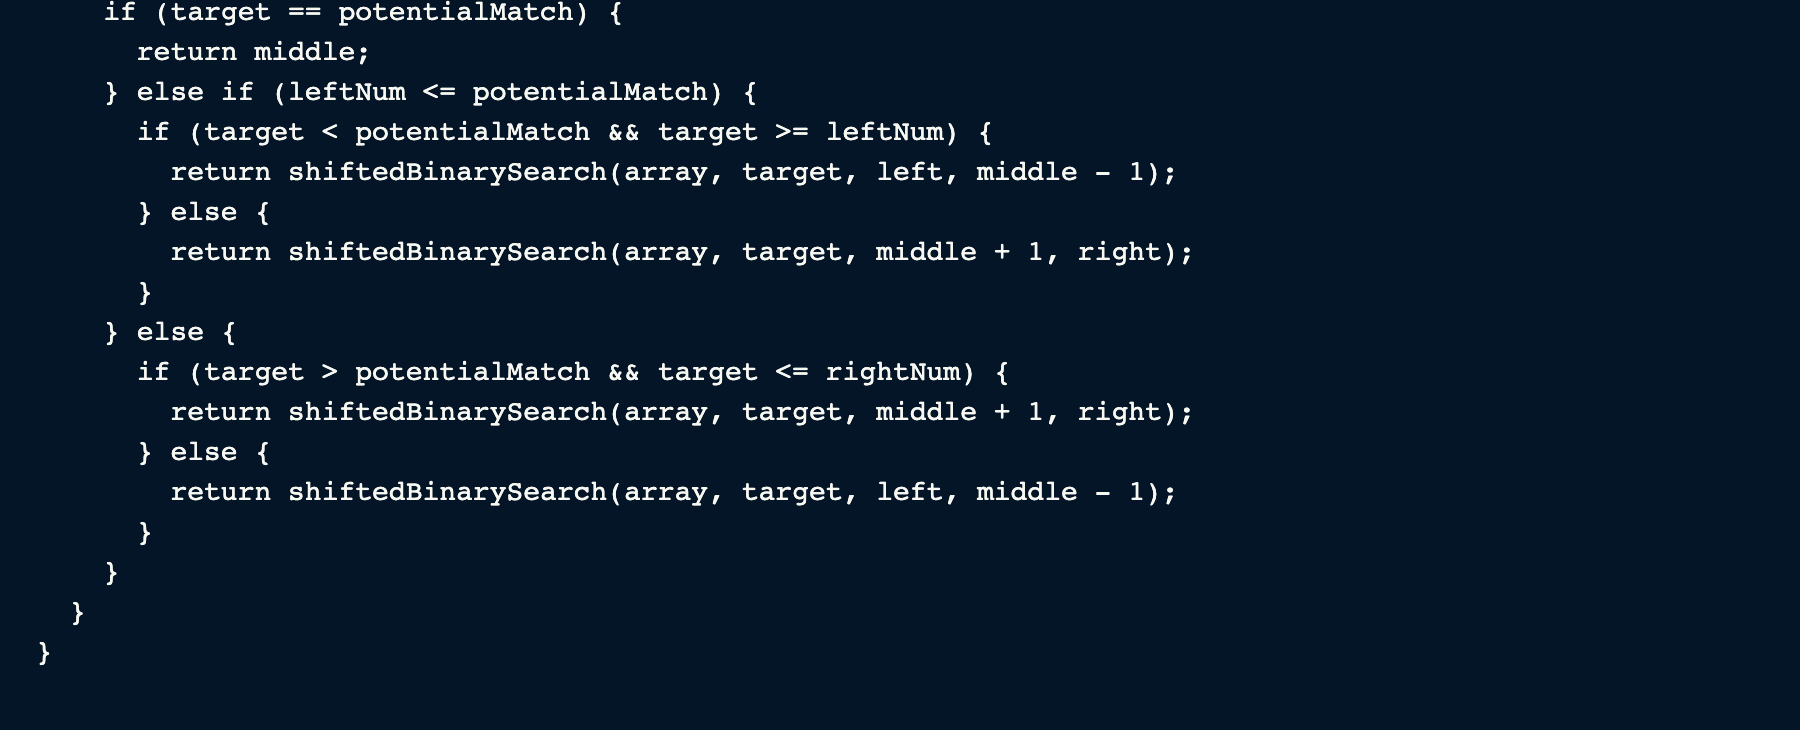 if (target == potentialMatch) {
return middle;
} else if (leftNum <= potentialMatch) {
if (target < potentialMatch && target >= leftNum) {
return shiftedBinarySearch(array, target, left, middle - 1);
} else {
return shiftedBinarySearch(array, target, middle + 1, right);
}
} else {
if (target > potentialMatch && target <= rightNum) {
return shiftedBinarySearch(array, target, middle + 1, right);
} else {
return shiftedBinarySearch(array, target, left, middle - 1);
}
}
}
}